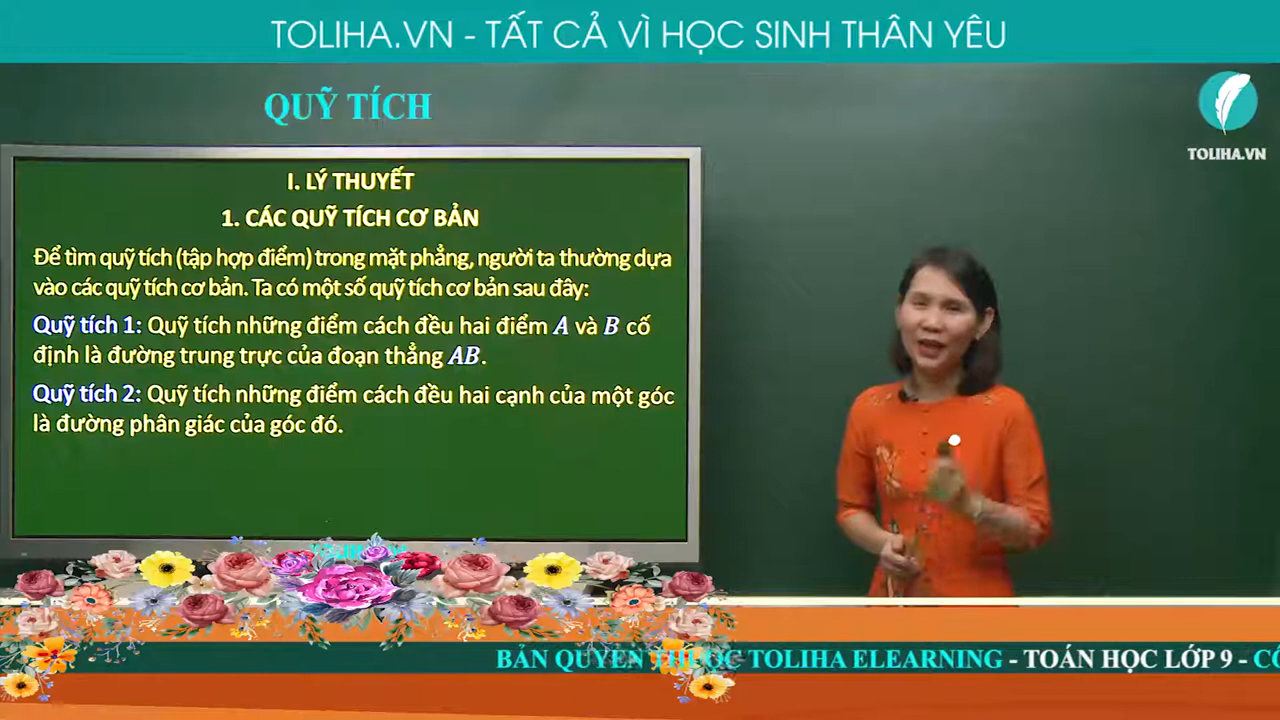 TOLIHA.VN - TẤT CẢ VÌ HỌC SINH THÂN YÊU
QUỸ TÍCH
TOLIHA.VN
I. LÝ THUYẾT
1. CÁC QUỸ TÍCH CƠ BẢN
Để tìm quỹ tích (tập hợp điểm) trong mặt phẳng, người ta thường dựa
vào các quỹ tích cơ bản. Ta có một số quỹ tích cơ bản sau đây:
Quỹ tích 1: Quỹ tích những điểm cách đều hai điểm A và B cố
định là đường trung trực của đoạn thẳng AB.
Quỹ tích 2: Quỹ tích những điểm cách đều hai cạnh của một góc
là đường phân giác của góc đó.
BẢN QUYỀN THUỘC TOLIHA ELEARNING - TOÁN HỌC LỚP 9 - CÔ